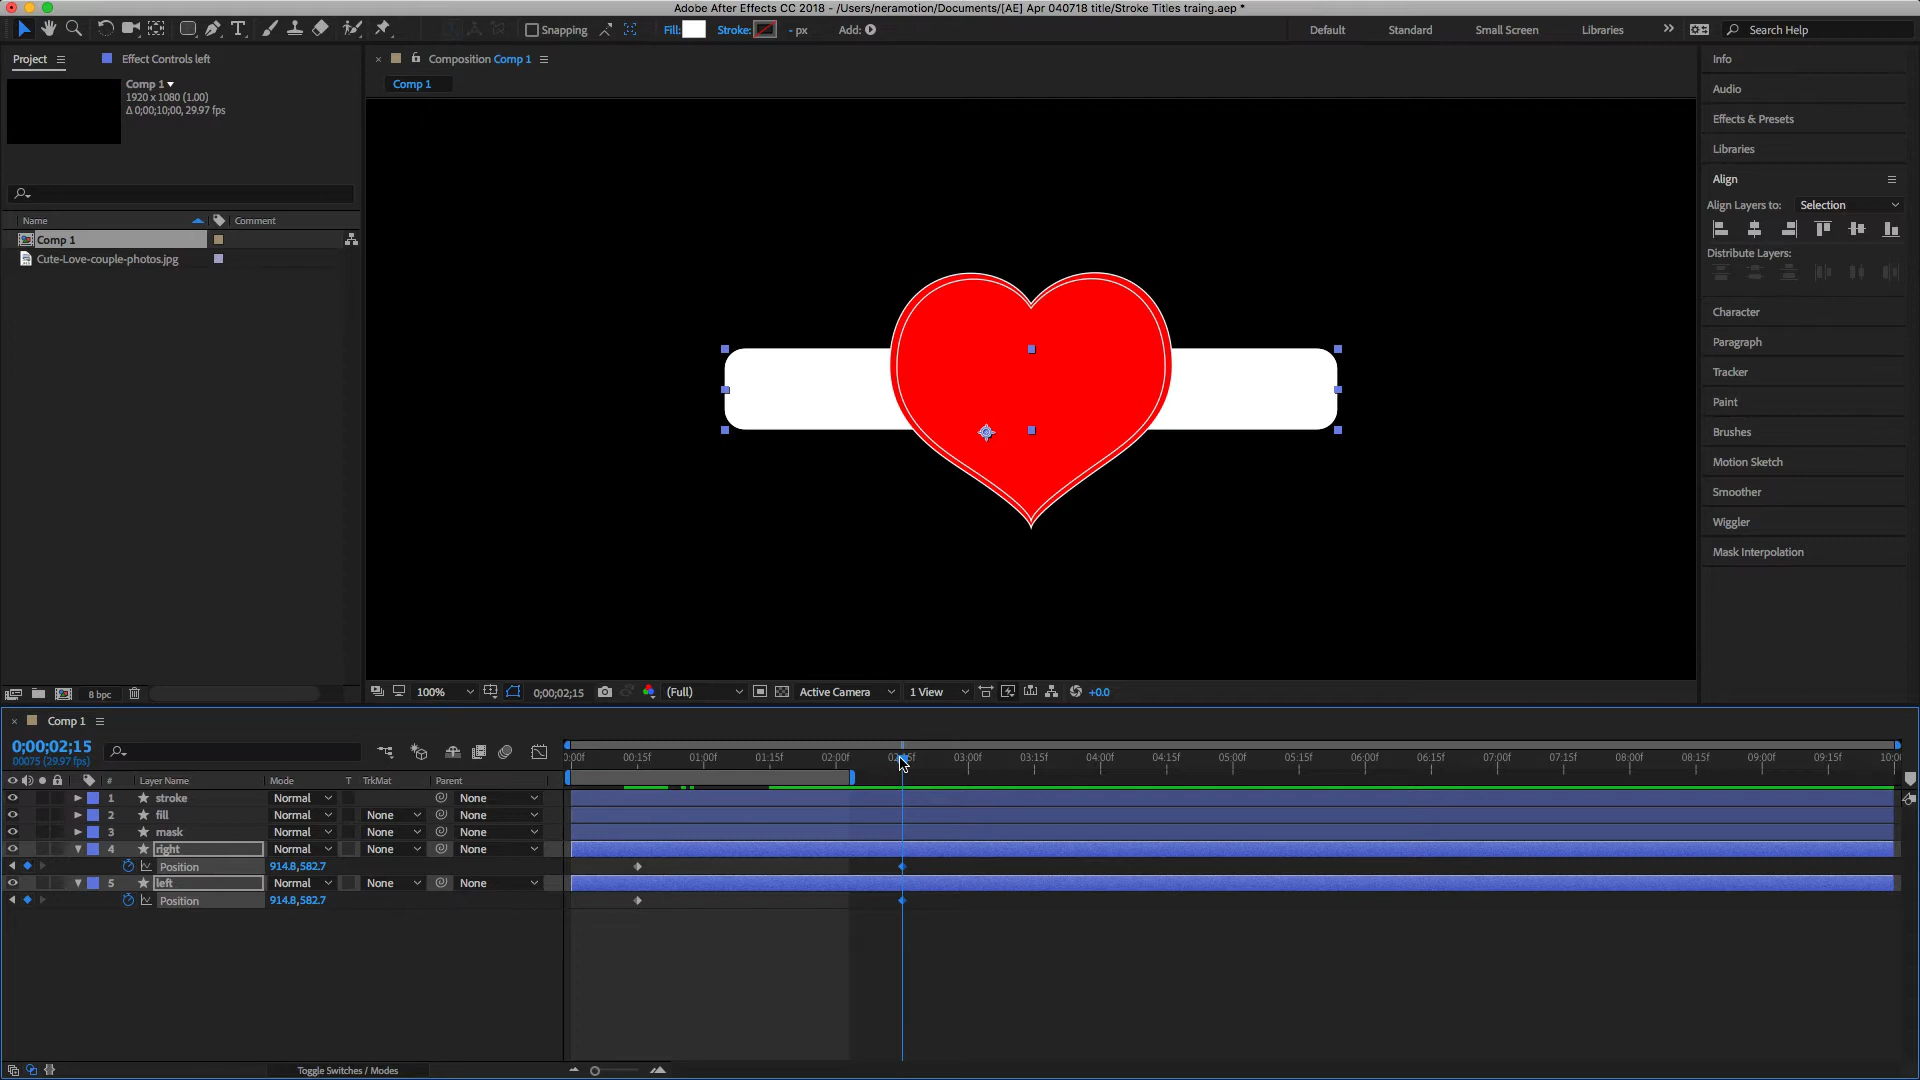 Adobe After Effects CC 2018 - /Users/neramotion/Documents/[AE] Apr 040718 title/Stroke Titles traing.aep *
Snapping
Fill:
Stroke:
- px
Add:
Default
Standard
Small Screen
Libraries
Search Help
Project
Effect Controls left
Composition Comp 1
Info
Comp 1
1920 x 1080 (1.00)
Δ 0;00;10;00, 29.97 fps
Comp 1
Audio
Effects & Presets
Libraries
Align
Align Layers to:
Selection
Distribute Layers:
Name
Comment
Comp 1
Cute-Love-couple-photos.jpg
Character
Paragraph
Tracker
Paint
Brushes
Motion Sketch
Smoother
Wiggler
Mask Interpolation
8 bpc
100%
0;00;02;15
(Full)
Active Camera
1 View
+0.0
Comp 1
0;00;02;15
00075 (29.97 fps)
:00f
00:15f
01:00f
01:15f
02:00f
03:00f
03:15f
04:00f
04:15f
05:00f
05:15f
06:00f
06:15f
07:00f
07:15f
08:00f
08:15f
09:00f
09:15f
10:00
#
Layer Name
Mode
T
TrkMat
Parent
1
stroke
Normal
None
2
fill
Normal
None
None
3
mask
Normal
None
None
4
right
Normal
None
None
Position
914.8,582.7
5
left
Normal
None
None
Position
914.8,582.7
Toggle Switches / Modes